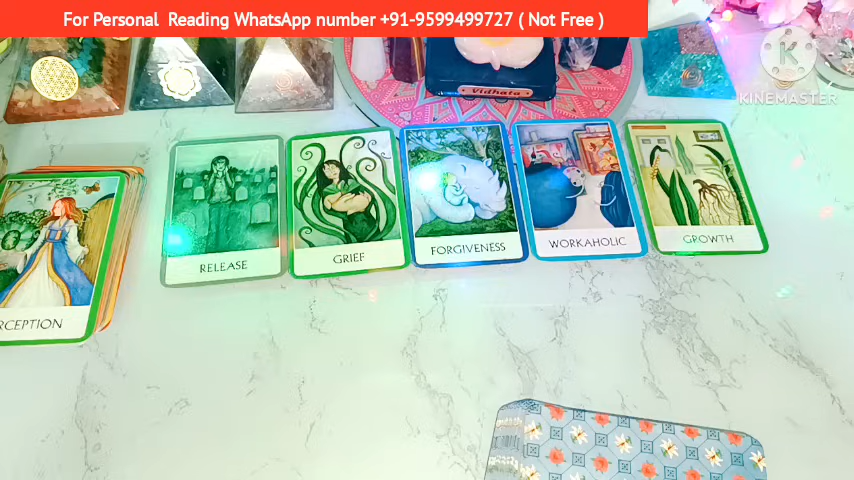 For Personal Reading WhatsApp number +91-9599499727 ( Not Free )
K
KINEMASTER
Vidhata
RELEASE
GRIEF
FORGIVENESS
WORKAHOLIC
GROWTH
RCEPTION